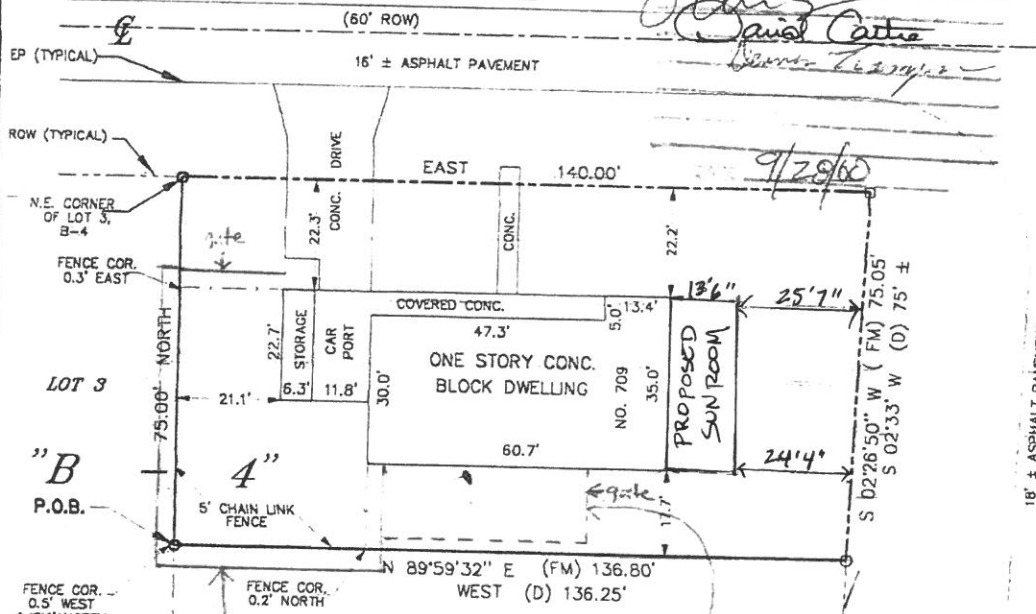 (60' ROW)
David Cattie
EP (TYPICAL)
16' ± ASPHALT PAVEMENT
ROW (TYPICAL)
EAST
140.00'
9/28/60
N.E. CORNER
OF LOT 3,
B-4
CONC. DRIVE
22.3'
CONC.
22.2'
gate
FENCE COR.
0.3' EAST
COVERED CONC.
5.0'
13.4'
13'6"
25'7"
47.3'
75.00' NORTH
22.7'
STORAGE
CAR
PORT
ONE STORY CONC.
BLOCK DWELLING
30.0'
NO. 709
35.0'
PROPOSED
SUNROOM
S 02°26'50" W (FM) 75.05'
S 02°33' W (D) 75' ±
LOT 3
6.3'
11.8'
21.1'
60.7'
24'4"
"B
4"
P.O.B.
5' CHAIN LINK
FENCE
gate
17.7'
18' ± ASPHALT
N 89°59'32" E (FM) 136.80'
WEST (D) 136.25'
FENCE COR.
0.5' WEST
FENCE COR.
0.2' NORTH